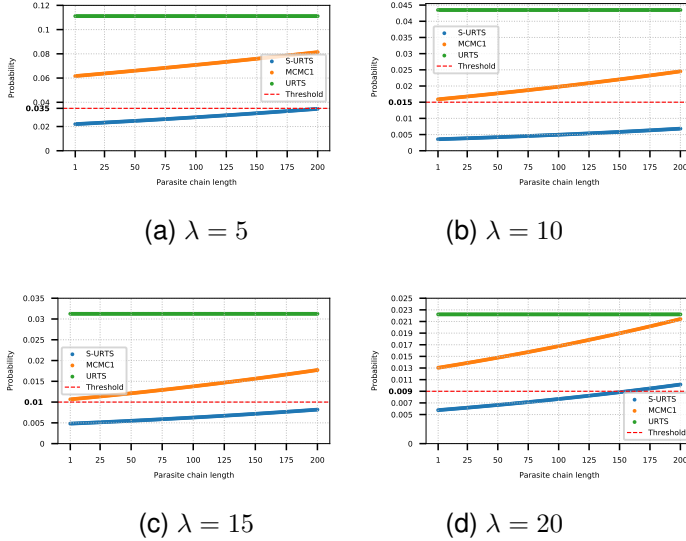 0.12
0.1
0.08
0.06
0.04
0.035
0.02
0
Probability
S-URTS
MCMC1
URTS
Threshold
1 25 50 75 100 125 150 175 200
Parasite chain length
(a) λ = 5
0.045
0.04
0.035
0.03
0.025
0.02
0.015
0.01
0.005
0
Probability
S-URTS
MCMC1
URTS
Threshold
1 25 50 75 100 125 150 175 200
Parasite chain length
(b) λ = 10
0.035
0.03
0.025
0.02
0.015
0.01
0.005
0
Probability
S-URTS
MCMC1
URTS
Threshold
1 25 50 75 100 125 150 175 200
Parasite chain length
(c) λ = 15
0.025
0.023
0.021
0.019
0.017
0.015
0.013
0.011
0.009
0.007
0.005
0
Probability
S-URTS
MCMC1
URTS
Threshold
1 25 50 75 100 125 150 175 200
Parasite chain length
(d) λ = 20